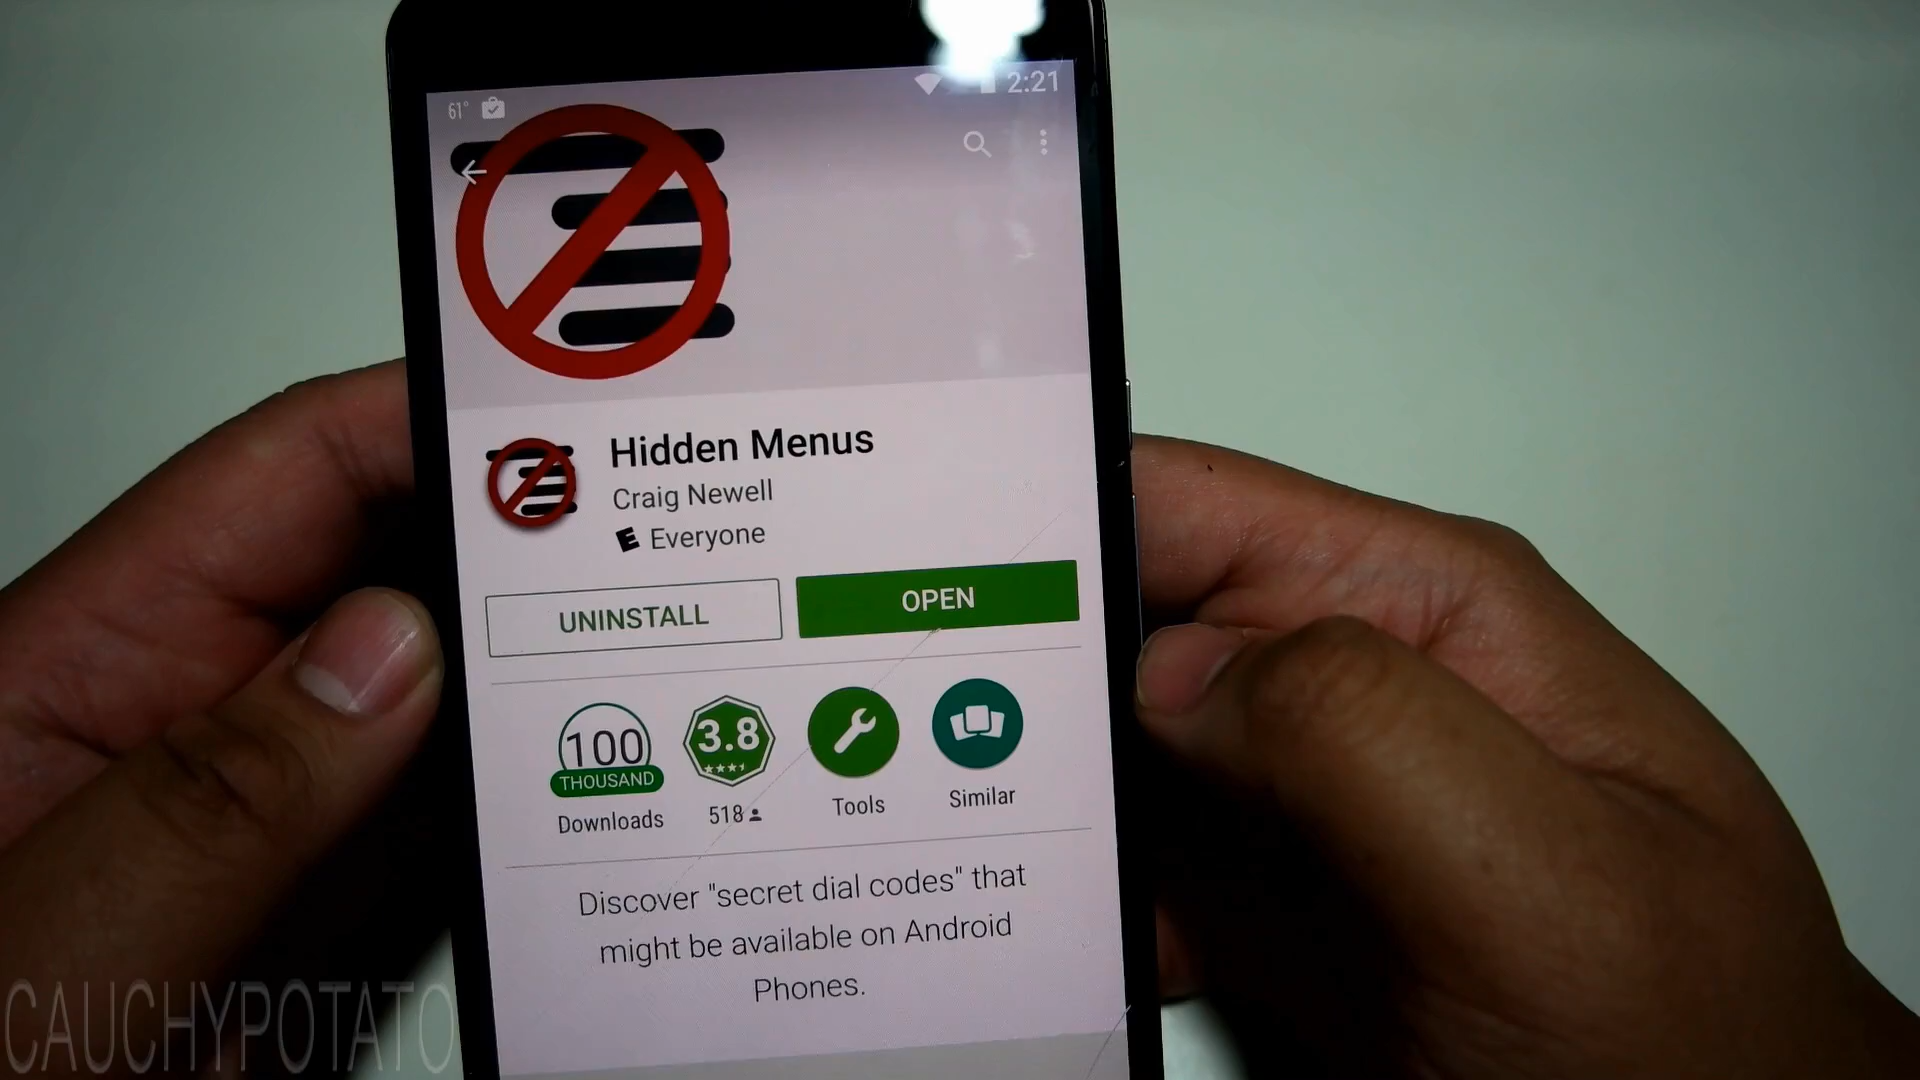 61°
2:21
Hidden Menus
Craig Newell
E Everyone
UNINSTALL
OPEN
100
THOUSAND
Downloads
3.8
518
Tools
Similar
Discover "secret dial codes" that
might be available on Android
Phones.
CAUCHYPOTATO